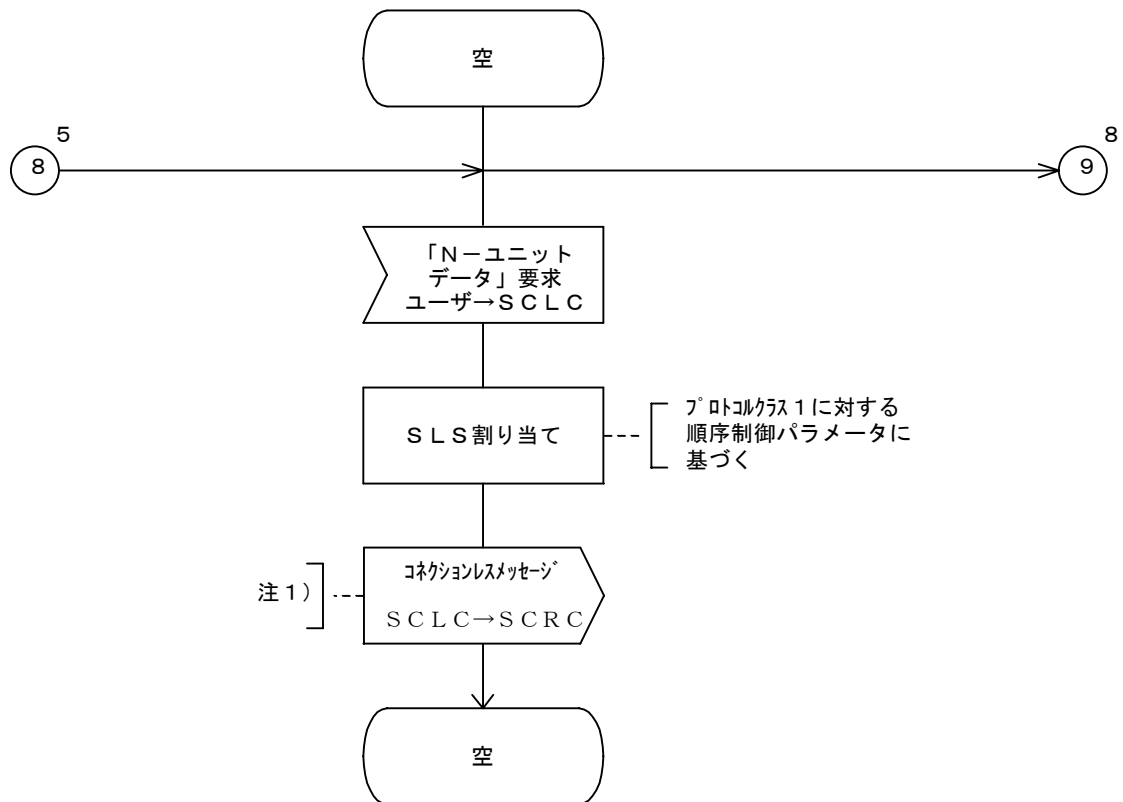 空
5
8
8
9
「N－ユニット
データ」要求
ユーザ→SCLC
SLS割り当て
ﾌﾟﾛﾄｺﾙｸﾗｽ１に対する
順序制御パラメータに
基づく
注１）
ｺﾈｸｼｮﾝﾚｽﾒｯｾｰｼﾞ
SCLC→SCRC
空